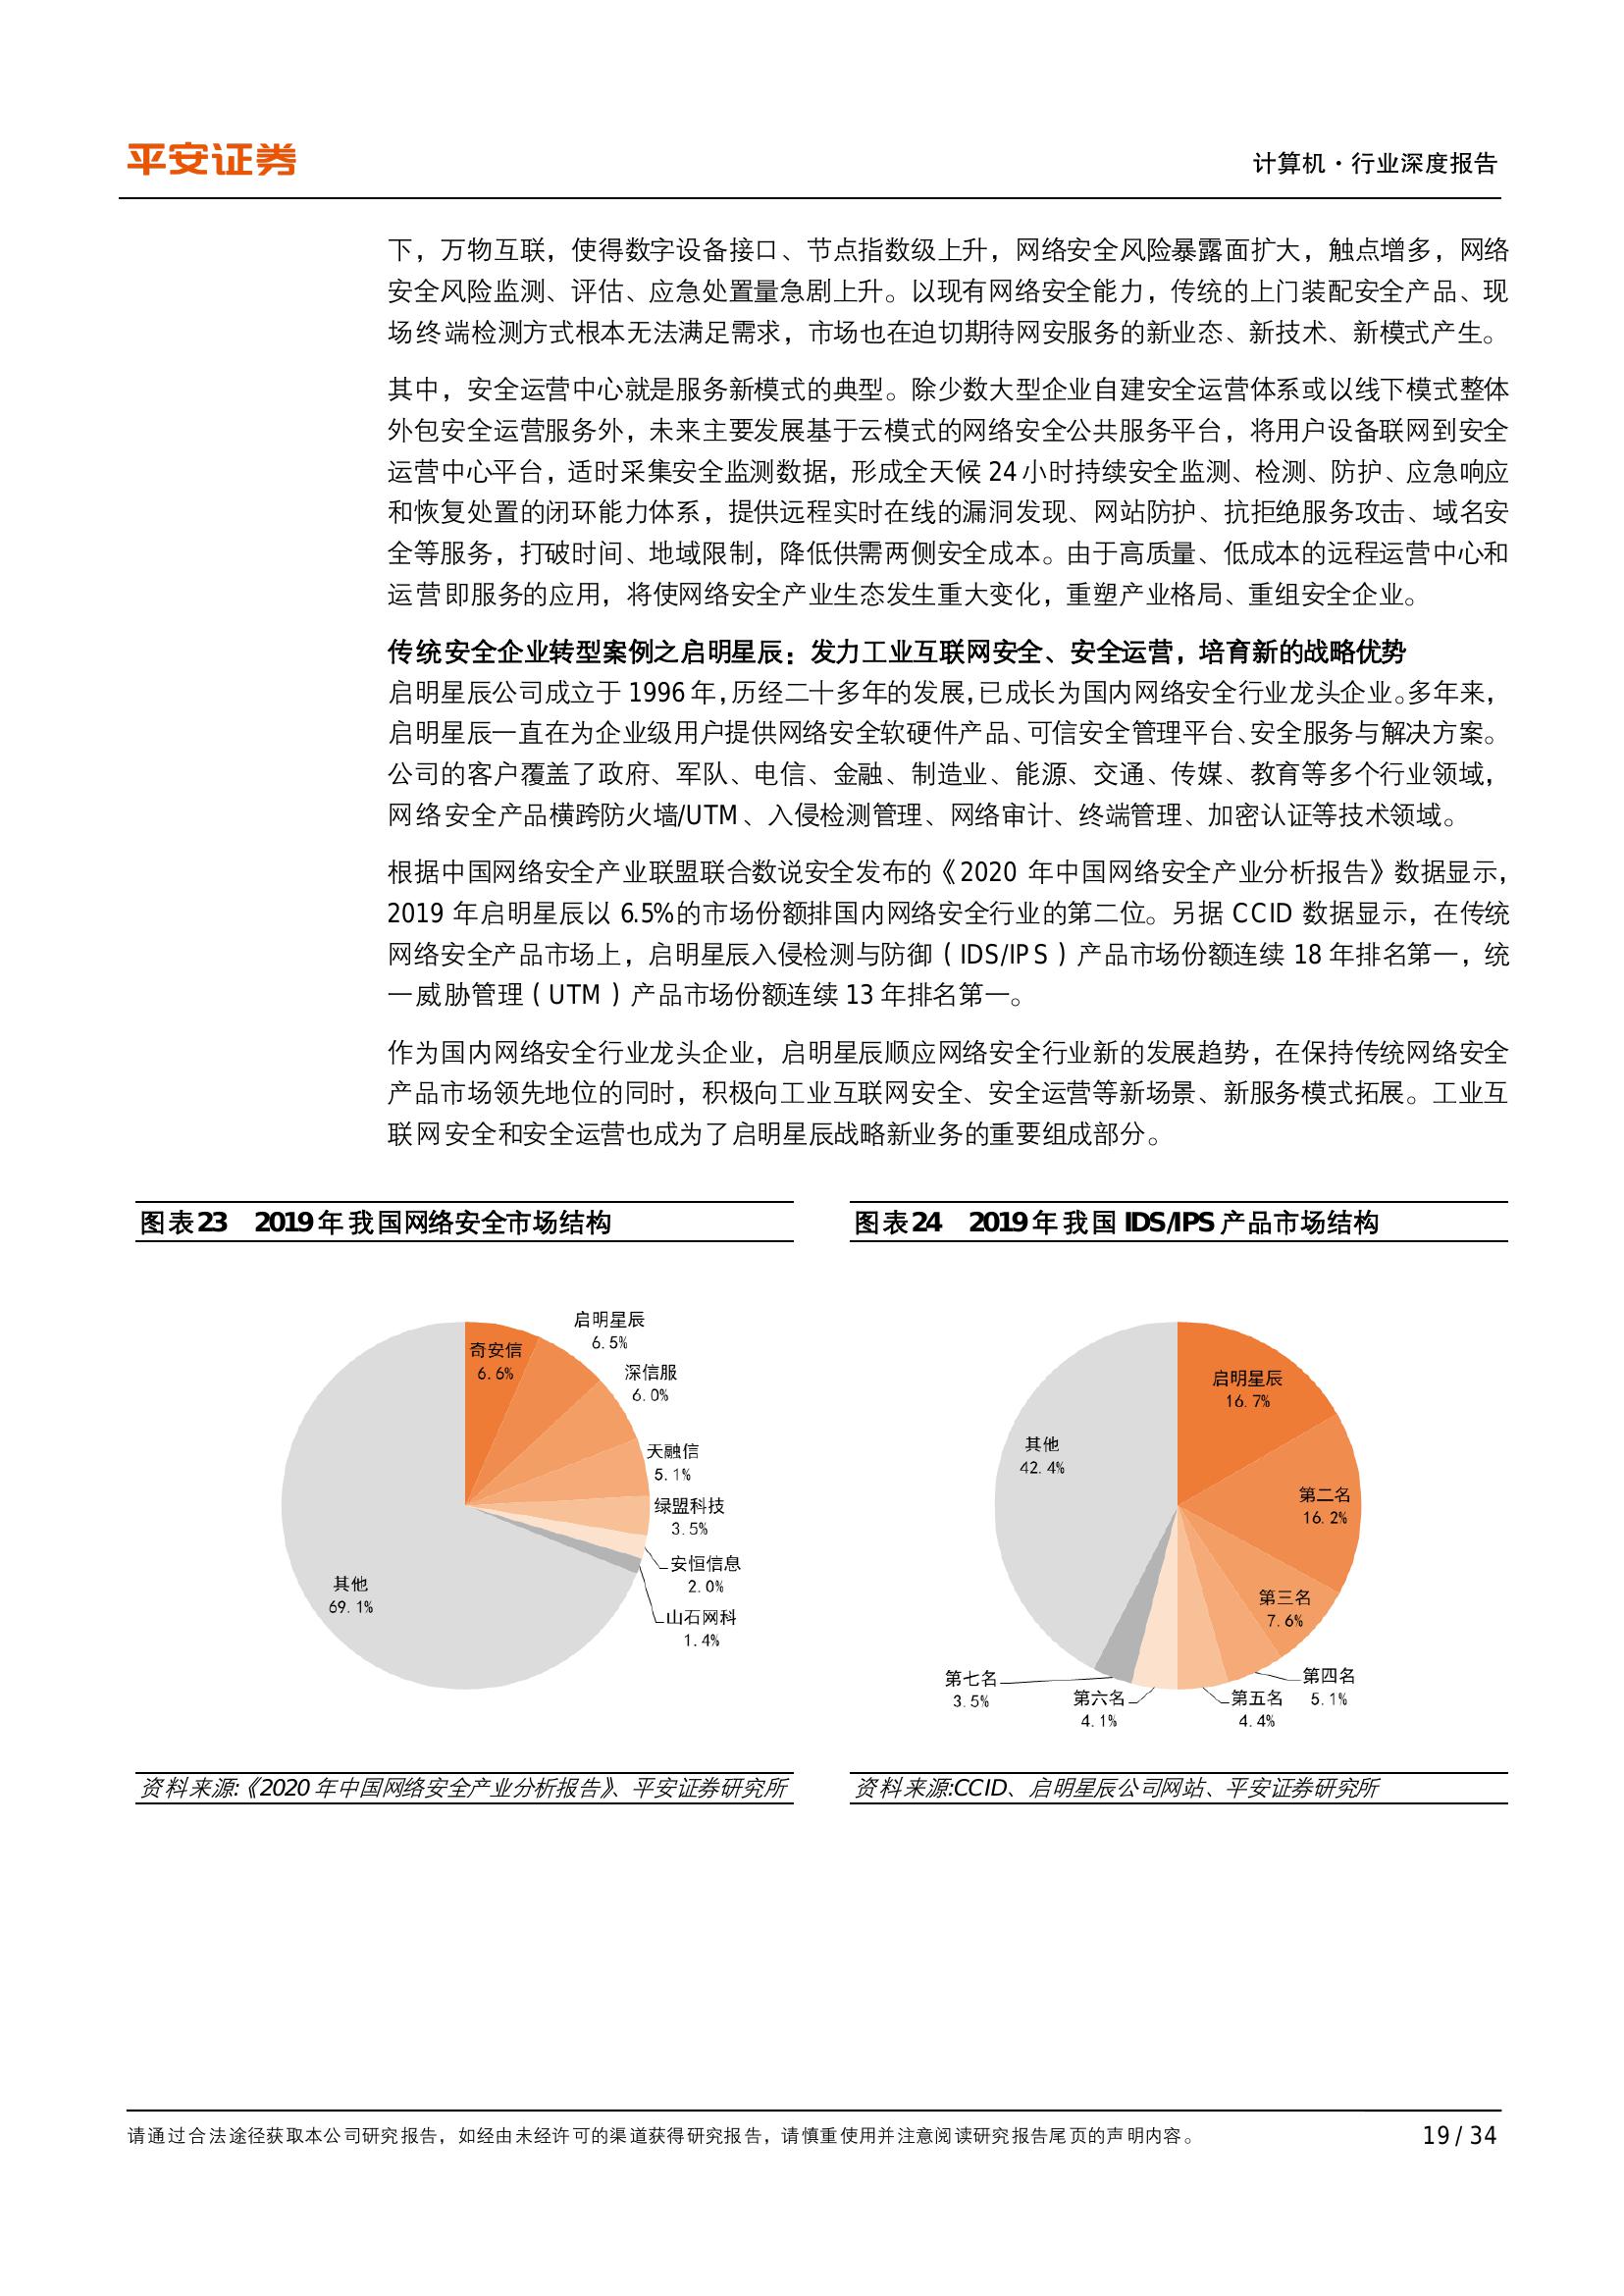 平安证券
计算机·行业深度报告
下，万物互联，使得数字设备接口、节点指数级上升，网络安全风险暴露面扩大，触点增多，网络
安全风险监测、评估、应急处置量急剧上升。以现有网络安全能力，传统的上门装配安全产品、现
场终端检测方式根本无法满足需求，市场也在迫切期待网安服务的新业态、新技术、新模式产生。
其中，安全运营中心就是服务新模式的典型。除少数大型企业自建安全运营体系或以线下模式整体
外包安全运营服务外，未来主要发展基于云模式的网络安全公共服务平台，将用户设备联网到安全
运营中心平台，适时采集安全监测数据，形成全天候 24 小时持续安全监测、检测、防护、应急响应
和恢复处置的闭环能力体系，提供远程实时在线的漏洞发现、网站防护、抗拒绝服务攻击、域名安
全等服务，打破时间、地域限制，降低供需两侧安全成本。由于高质量、低成本的远程运营中心和
运营即服务的应用，将使网络安全产业生态发生重大变化，重塑产业格局、重组安全企业。
传统安全企业转型案例之启明星辰：发力工业互联网安全、安全运营，培育新的战略优势
启明星辰公司成立于 1996 年，历经二十多年的发展，已成长为国内网络安全行业龙头企业。多年来，
启明星辰一直在为企业级用户提供网络安全软硬件产品、可信安全管理平台、安全服务与解决方案。
公司的客户覆盖了政府、军队、电信、金融、制造业、能源、交通、传媒、教育等多个行业领域，
网络安全产品横跨防火墙/UTM、入侵检测管理、网络审计、终端管理、加密认证等技术领域。
根据中国网络安全产业联盟联合数说安全发布的《2020 年中国网络安全产业分析报告》数据显示，
2019 年启明星辰以 6.5%的市场份额排国内网络安全行业的第二位。另据 CCID 数据显示，在传统
网络安全产品市场上，启明星辰入侵检测与防御（IDS/IPS）产品市场份额连续 18 年排名第一，统
一威胁管理（UTM）产品市场份额连续 13 年排名第一。
作为国内网络安全行业龙头企业，启明星辰顺应网络安全行业新的发展趋势，在保持传统网络安全
产品市场领先地位的同时，积极向工业互联网安全、安全运营等新场景、新服务模式拓展。工业互
联网安全和安全运营也成为了启明星辰战略新业务的重要组成部分。
图表23 2019年我国网络安全市场结构
奇安信
6.6%
启明星辰
6.5%
深信服
6.0%
天融信
5.1%
绿盟科技
3.5%
安恒信息
2.0%
山石网科
1.4%
其他
69.1%
资料来源:《2020 年中国网络安全产业分析报告》、平安证券研究所
图表24 2019年我国 IDS/IPS 产品市场结构
启明星辰
16.7%
第二名
16.2%
第三名
7.6%
第四名
5.1%
第五名
4.4%
第六名
4.1%
第七名
3.5%
其他
42.4%
资料来源:CCID、启明星辰公司网站、平安证券研究所
请通过合法途径获取本公司研究报告，如经由未经许可的渠道获得研究报告，请慎重使用并注意阅读研究报告尾页的声明内容。
19 / 34